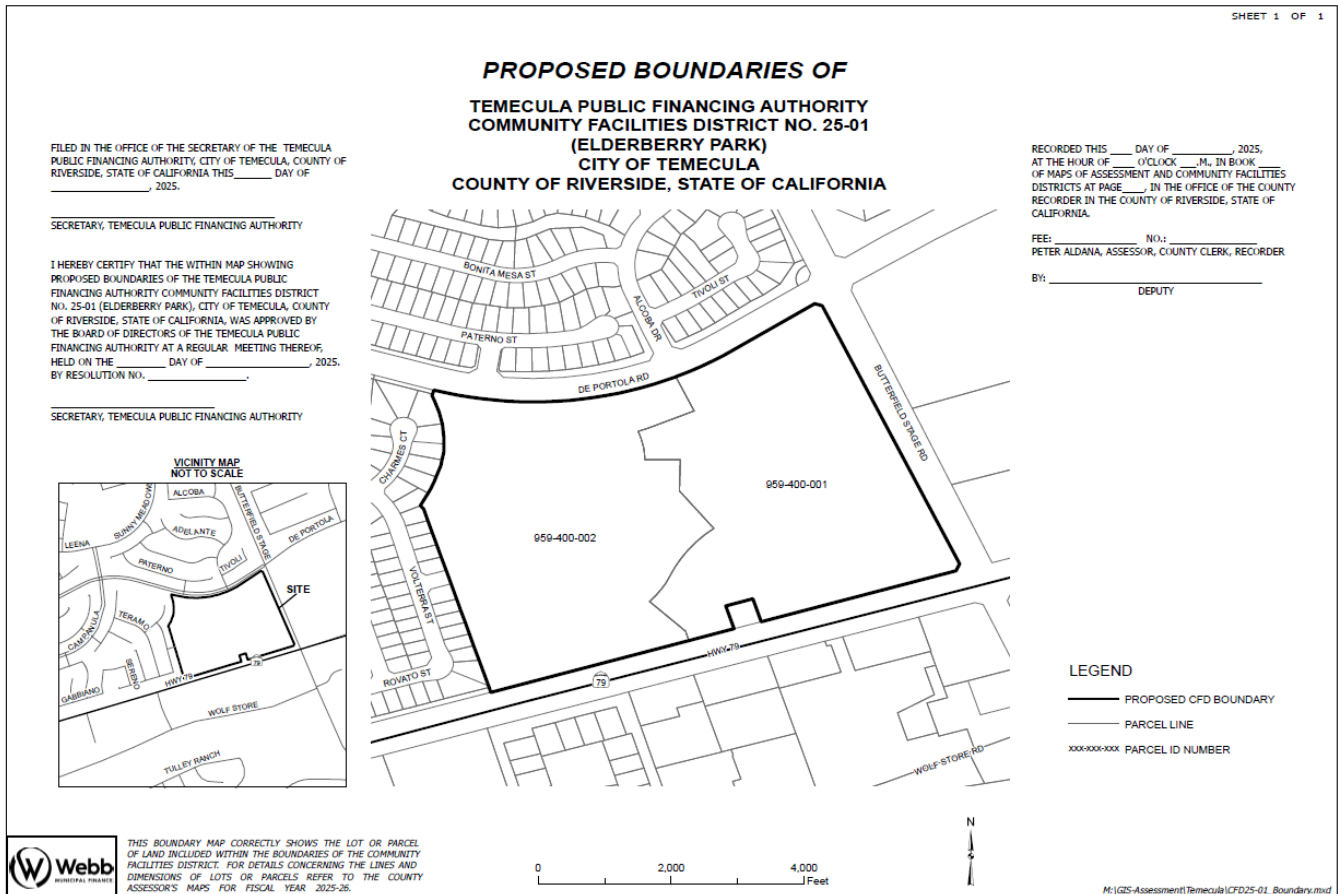 SHEET 1 OF 1
PROPOSED BOUNDARIES OF
TEMECULA PUBLIC FINANCING AUTHORITY
COMMUNITY FACILITIES DISTRICT NO. 25-01
(ELDERBERRY PARK)
CITY OF TEMECULA
COUNTY OF RIVERSIDE, STATE OF CALIFORNIA
FILED IN THE OFFICE OF THE SECRETARY OF THE TEMECULA
PUBLIC FINANCING AUTHORITY, CITY OF TEMECULA, COUNTY OF
RIVERSIDE, STATE OF CALIFORNIA THIS_______ DAY OF
__________________, 2025.
SECRETARY, TEMECULA PUBLIC FINANCING AUTHORITY
I HEREBY CERTIFY THAT THE WITHIN MAP SHOWING
PROPOSED BOUNDARIES OF THE TEMECULA PUBLIC
FINANCING AUTHORITY COMMUNITY FACILITIES DISTRICT
NO. 25-01 (ELDERBERRY PARK), CITY OF TEMECULA, COUNTY
OF RIVERSIDE, STATE OF CALIFORNIA, WAS APPROVED BY
THE BOARD OF DIRECTORS OF THE TEMECULA PUBLIC
FINANCING AUTHORITY AT A REGULAR MEETING THEREOF,
HELD ON THE _________ DAY OF ___________________, 2025.
BY RESOLUTION NO. __________________.
SECRETARY, TEMECULA PUBLIC FINANCING AUTHORITY
RECORDED THIS ____ DAY OF ___________, 2025,
AT THE HOUR OF ____ O'CLOCK ___.M., IN BOOK ____
OF MAPS OF ASSESSMENT AND COMMUNITY FACILITIES
DISTRICTS AT PAGE____, IN THE OFFICE OF THE COUNTY
RECORDER IN THE COUNTY OF RIVERSIDE, STATE OF
CALIFORNIA.
FEE: _______________ NO.: ________________
PETER ALDANA, ASSESSOR, COUNTY CLERK, RECORDER
BY: _______________________________________
DEPUTY
BONITA MESA ST
TIVOLI ST
ALCOBA DR
PATERNO ST
DE PORTOLA RD
BUTTERFIELD STAGE RD
CHARMES CT
959-400-001
959-400-002
VOLTERRA ST
ROVATO ST
HWY 79
79
WOLF STORE RD
VICINITY MAP
NOT TO SCALE
ALCOBA
SUNNY MEADOWS
BUTTERFIELD STAGE
ADELANTE
DE PORTOLA
LEENA
PATERNO
TIVOLI
SITE
TERAMO
CAMPANULA
SERENO
79
HWY 79
GABBIANO
WOLF STORE
TULLEY RANCH
LEGEND
PROPOSED CFD BOUNDARY
PARCEL LINE
XXX-XXX-XXX PARCEL ID NUMBER
W Webb
MUNICIPAL FINANCE
THIS BOUNDARY MAP CORRECTLY SHOWS THE LOT OR PARCEL
OF LAND INCLUDED WITHIN THE BOUNDARIES OF THE COMMUNITY
FACILITIES DISTRICT. FOR DETAILS CONCERNING THE LINES AND
DIMENSIONS OF LOTS OR PARCELS REFER TO THE COUNTY
ASSESSOR'S MAPS FOR FISCAL YEAR 2025-26.
0 2,000 4,000
Feet
N
M:\GIS-Assessment\Temecula\CFD25-01_Boundary.mxd